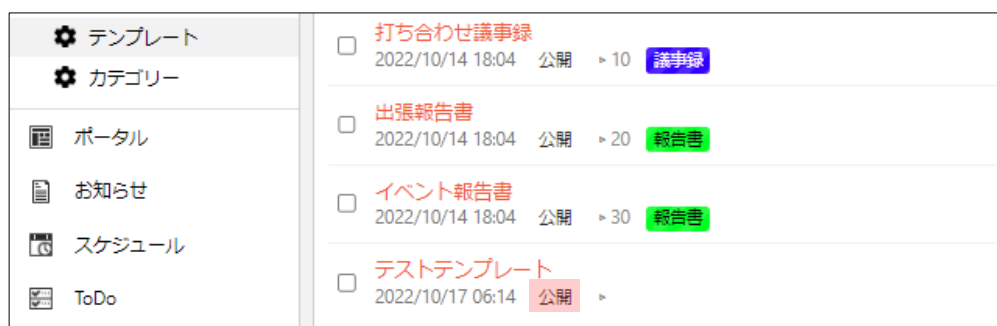 テンプレート
カテゴリー
ポータル
お知らせ
スケジュール
ToDo
打ち合わせ議事録
2022/10/14 18:04 公開 ▸ 10 議事録
出張報告書
2022/10/14 18:04 公開 ▸ 20 報告書
イベント報告書
2022/10/14 18:04 公開 ▸ 30 報告書
テストテンプレート
2022/10/17 06:14 公開 ▸